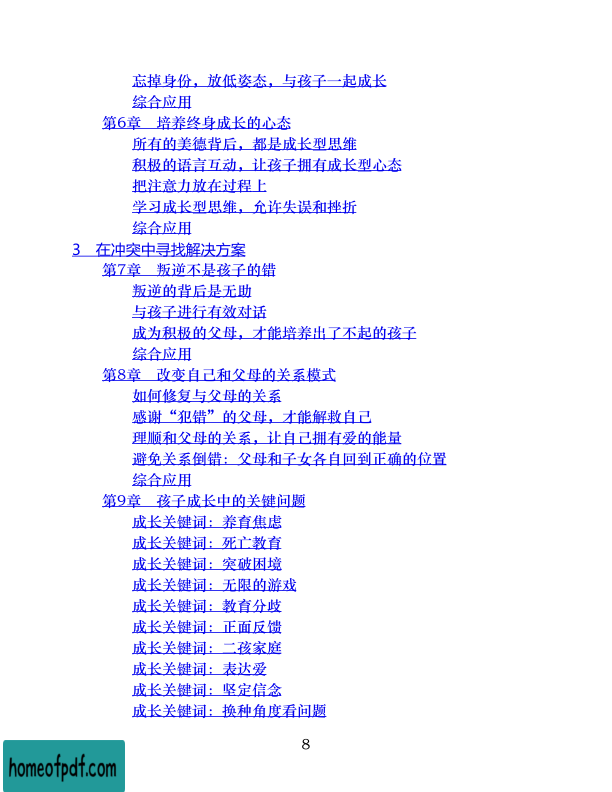 忘掉身份，放低姿态，与孩子一起成长
综合应用
第6章　培养终身成长的心态
所有的美德背后，都是成长型思维
积极的语言互动，让孩子拥有成长型心态
把注意力放在过程上
学习成长型思维，允许失误和挫折
综合应用
3　在冲突中寻找解决方案
第7章　叛逆不是孩子的错
叛逆的背后是无助
与孩子进行有效对话
成为积极的父母，才能培养出了不起的孩子
综合应用
第8章　改变自己和父母的关系模式
如何修复与父母的关系
感谢“犯错”的父母，才能解救自己
理顺和父母的关系，让自己拥有爱的能量
避免关系倒错：父母和子女各自回到正确的位置
综合应用
第9章　孩子成长中的关键问题
成长关键词：养育焦虑
成长关键词：死亡教育
成长关键词：突破困境
成长关键词：无限的游戏
成长关键词：教育分歧
成长关键词：正面反馈
成长关键词：二孩家庭
成长关键词：表达爱
成长关键词：坚定信念
成长关键词：换种角度看问题
8
homeofpdf.com